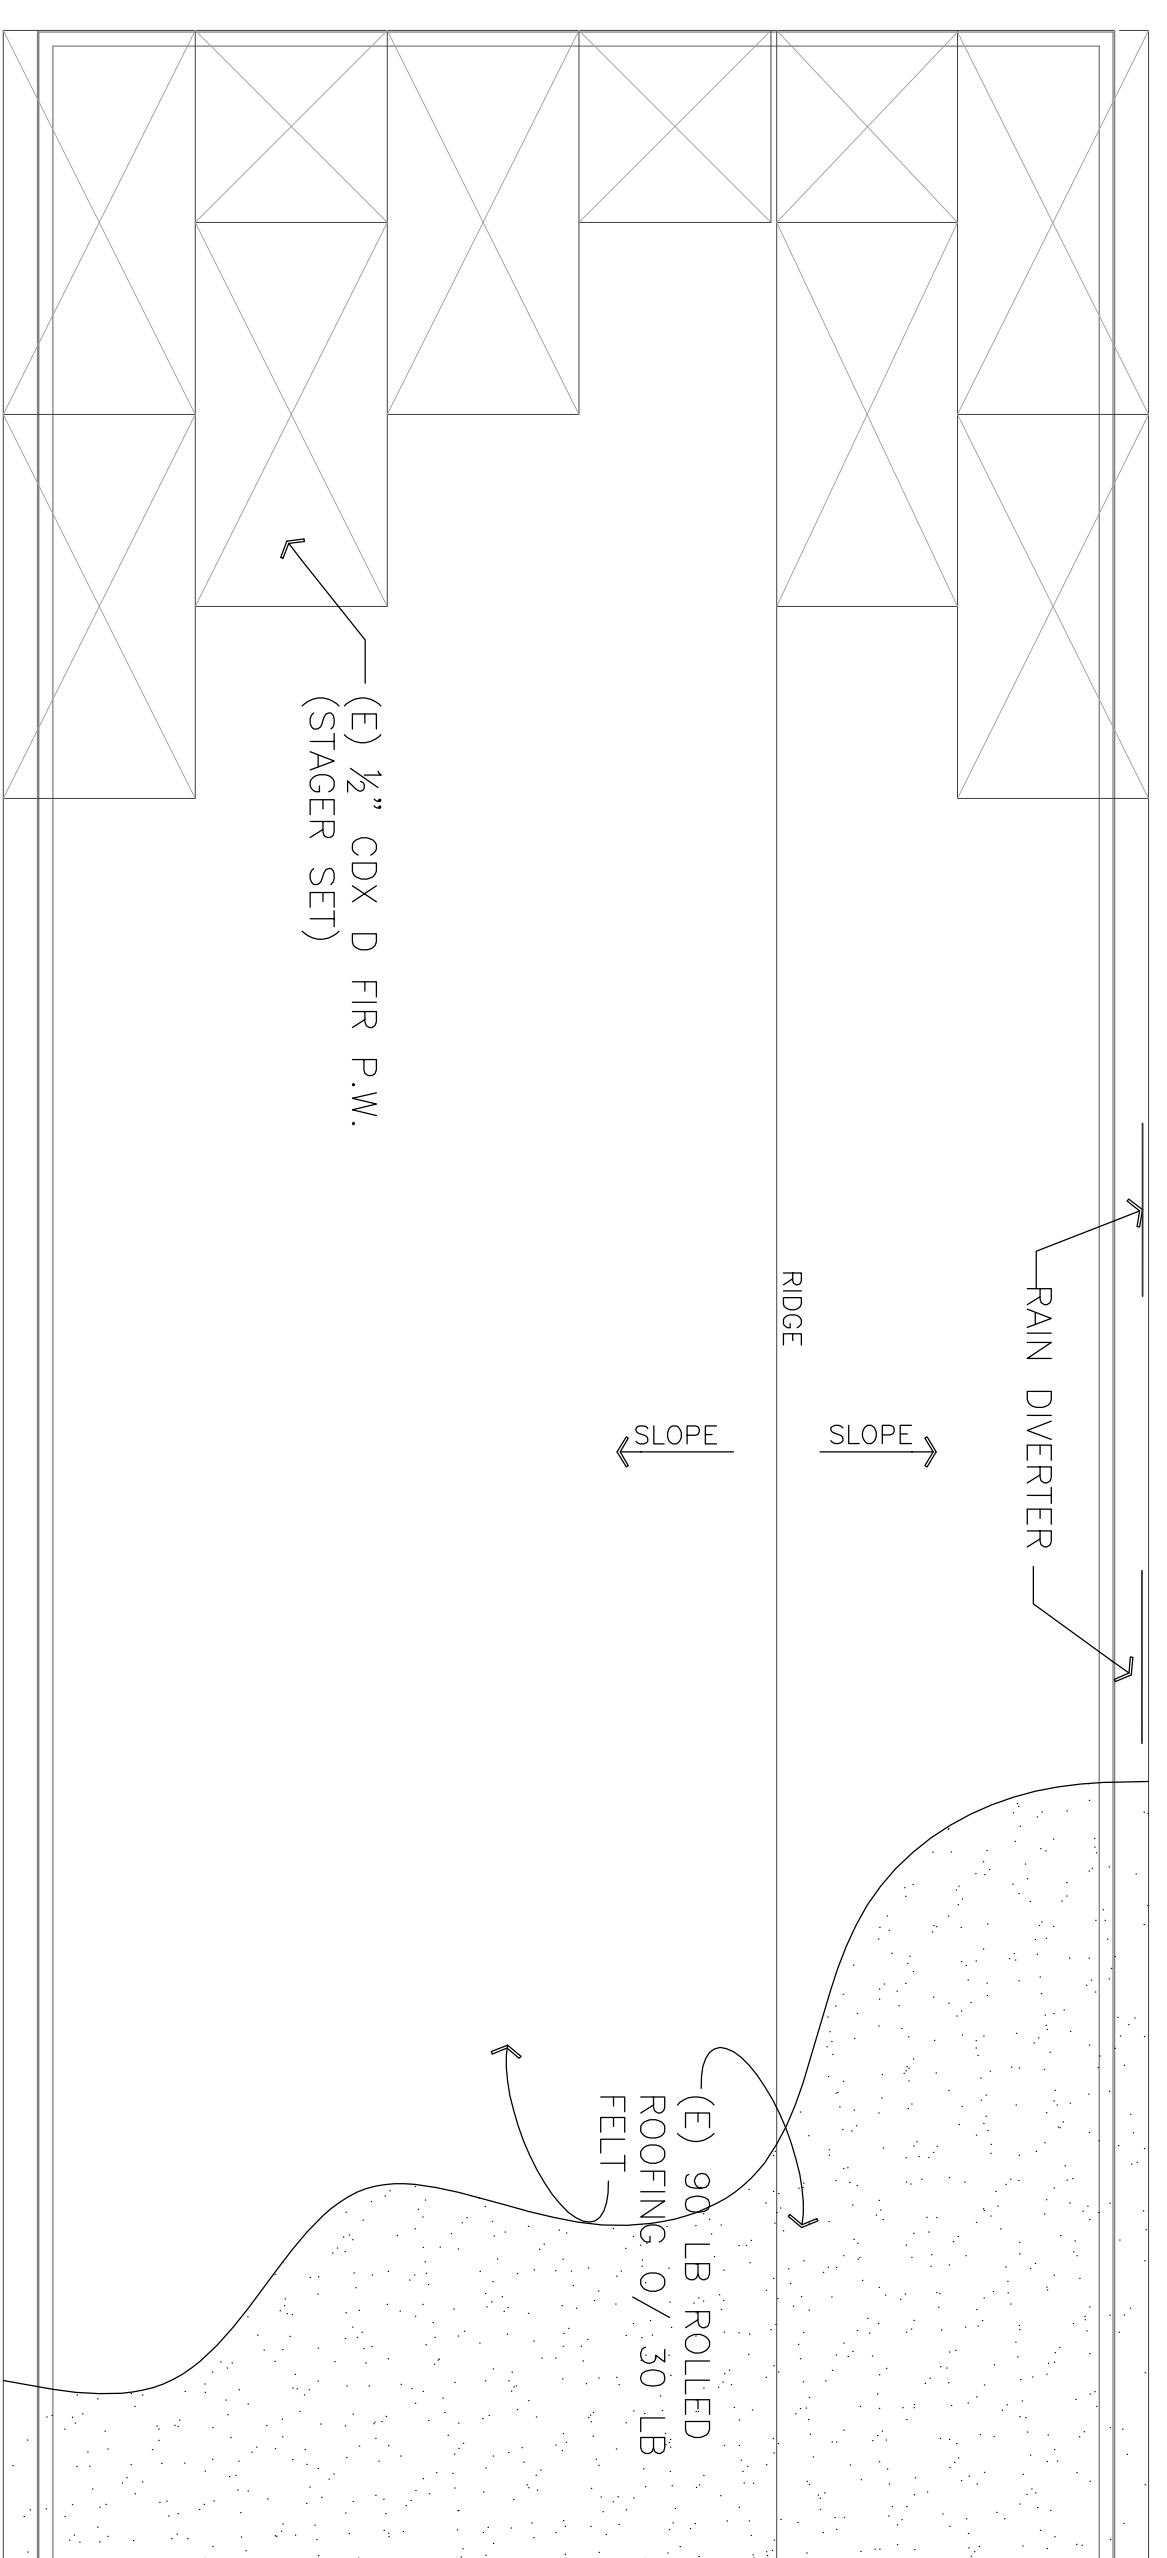 (E) ½” CDX D FIR P.W.
(STAGER SET)
RAIN DIVERTER
RIDGE
SLOPE
SLOPE
(E) 90 LB ROLLED
ROOFING O/ 30 LB
FELT